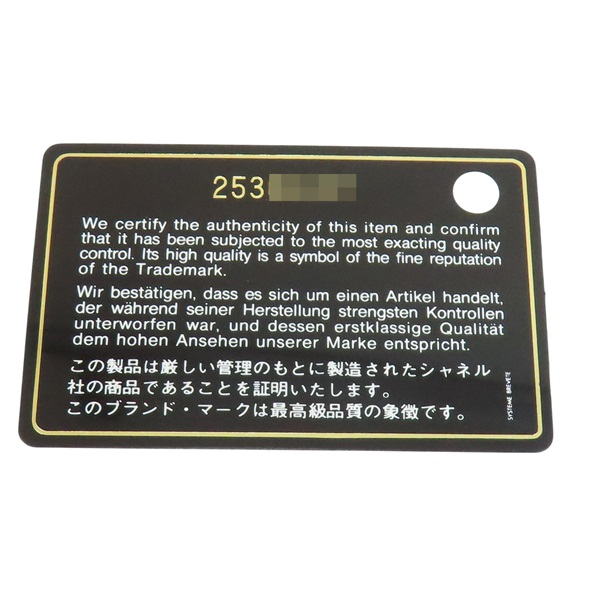 253
We certify the authenticity of this item and confirm
that it has been subjected to the most exacting quality
control. Its high quality is a symbol of the fine reputation
of the Trademark.
Wir bestätigen, dass es sich um einen Artikel handelt,
der während seiner Herstellung strengsten Kontrollen
unterworfen war, und dessen erstklassige Qualität
dem hohen Ansehen unserer Marke entspricht.
この製品は厳しい管理のもとに製造されたシャネル
社の商品であることを証明いたします。
このブランド・マークは最高級品質の象徴です。
SYSTEME BREVETE